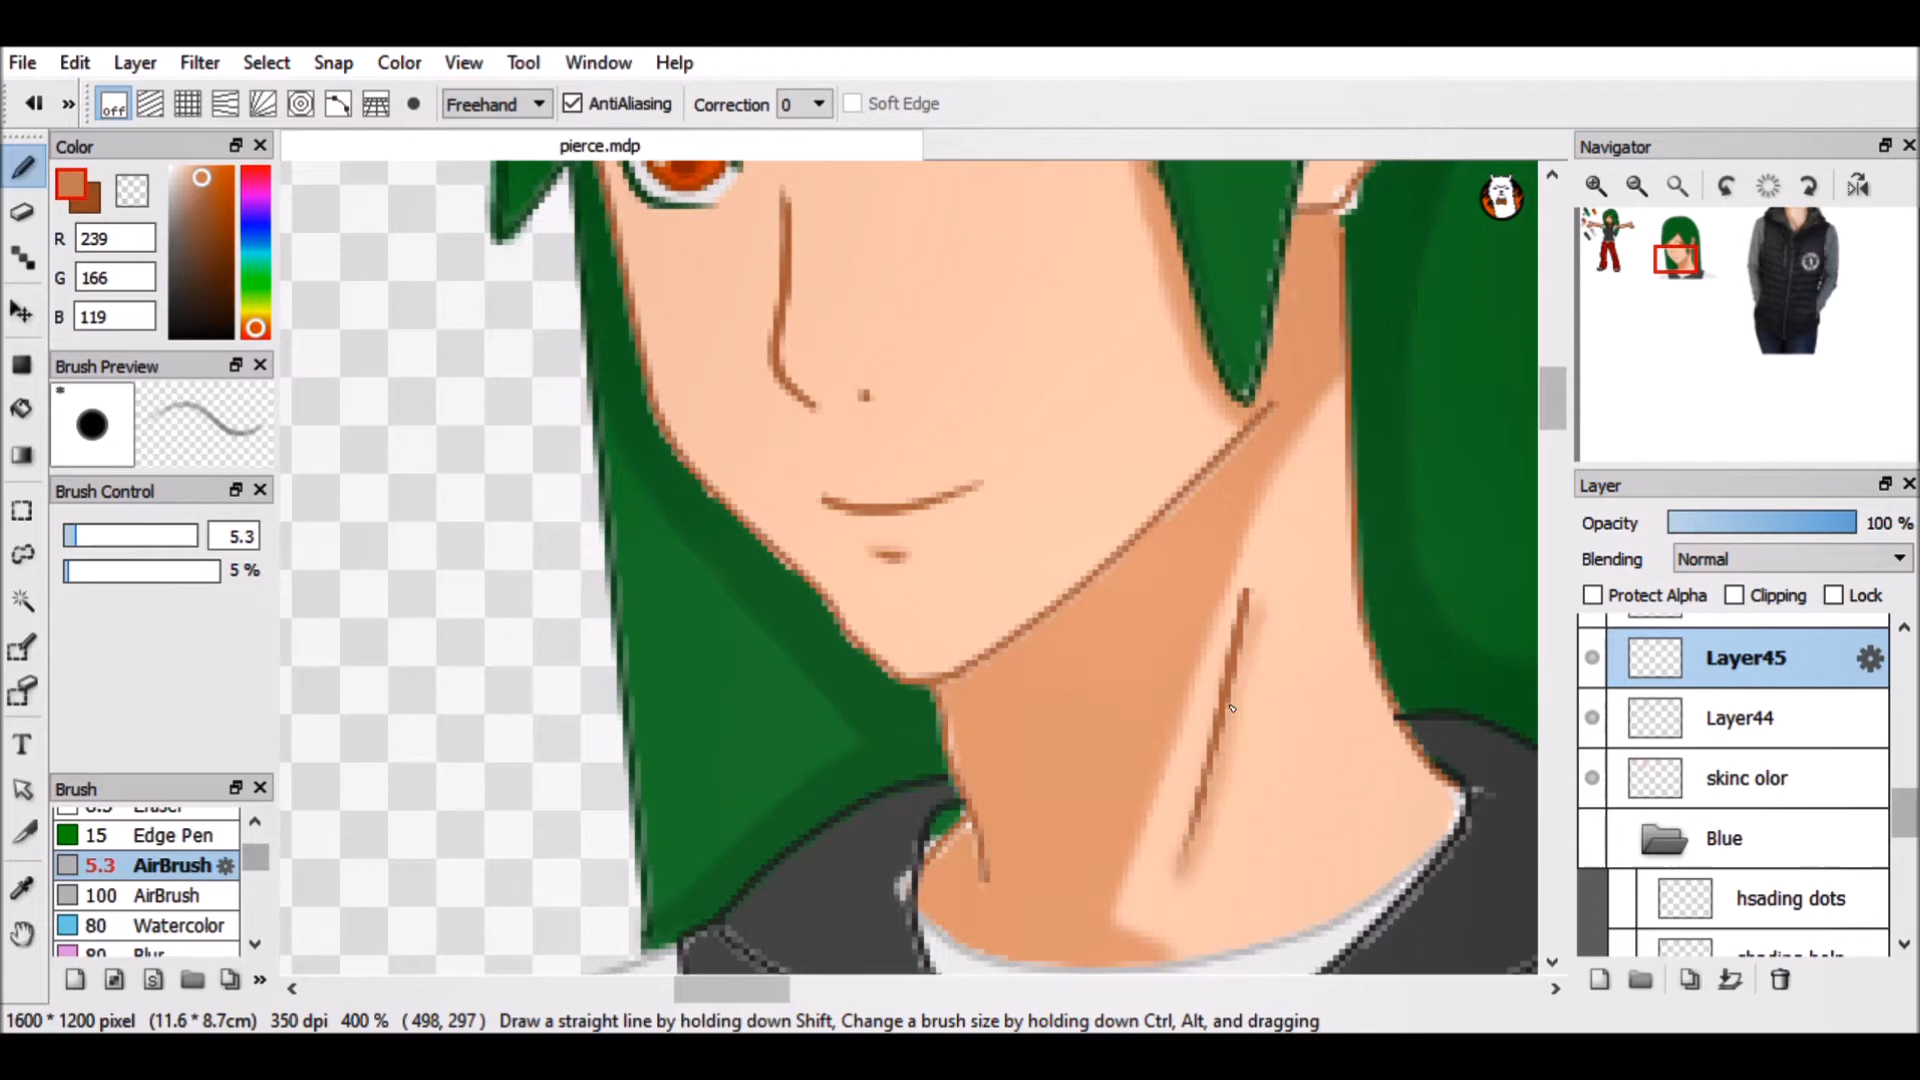 File Edit Layer Filter Select Snap Color View Tool Window Help
off Freehand AntiAliasing Correction 0 Soft Edge
Color
pierce.mdp
Navigator
R 239
G 166
B 119
Brush Preview
*
Brush Control
5.3
5 %
Layer
Opacity 100 %
Blending Normal
Protect Alpha Clipping Lock
Layer45
Layer44
skinc olor
Blue
hsading dots
Brush
Eraser
15 Edge Pen
5.3 AirBrush
100 AirBrush
80 Watercolor
80 Blur
T
S
1600 * 1200 pixel (11.6 * 8.7cm) 350 dpi 400 % ( 498, 297 ) Draw a straight line by holding down Shift, Change a brush size by holding down Ctrl, Alt, and dragging